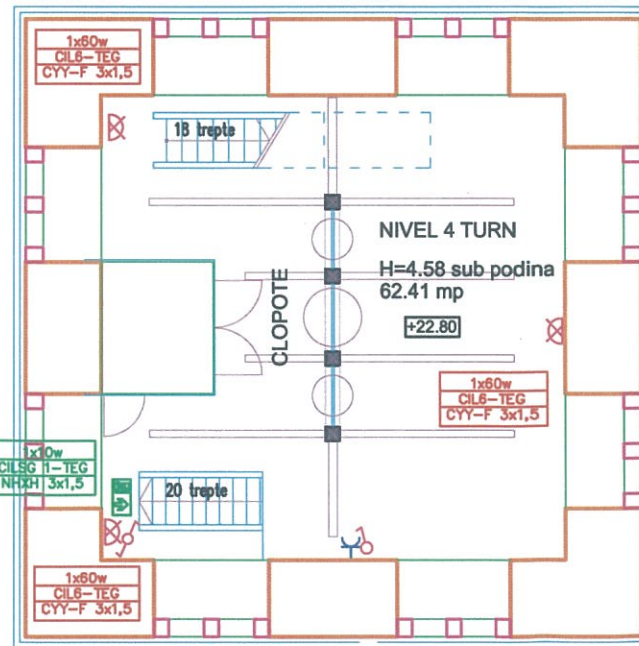 1x60w
CIL6-TEG
CYY-F 3x1,5
18 trepte
NIVEL 4 TURN
H=4.58 sub podina
62.41 mp
CLOPOTE
+22.80
1x60w
CIL6-TEG
CYY-F 3x1,5
1x10w
CILSG 1-TEG
NHXH 3x1,5
20 trepte
1x60w
CIL6-TEG
CYY-F 3x1,5